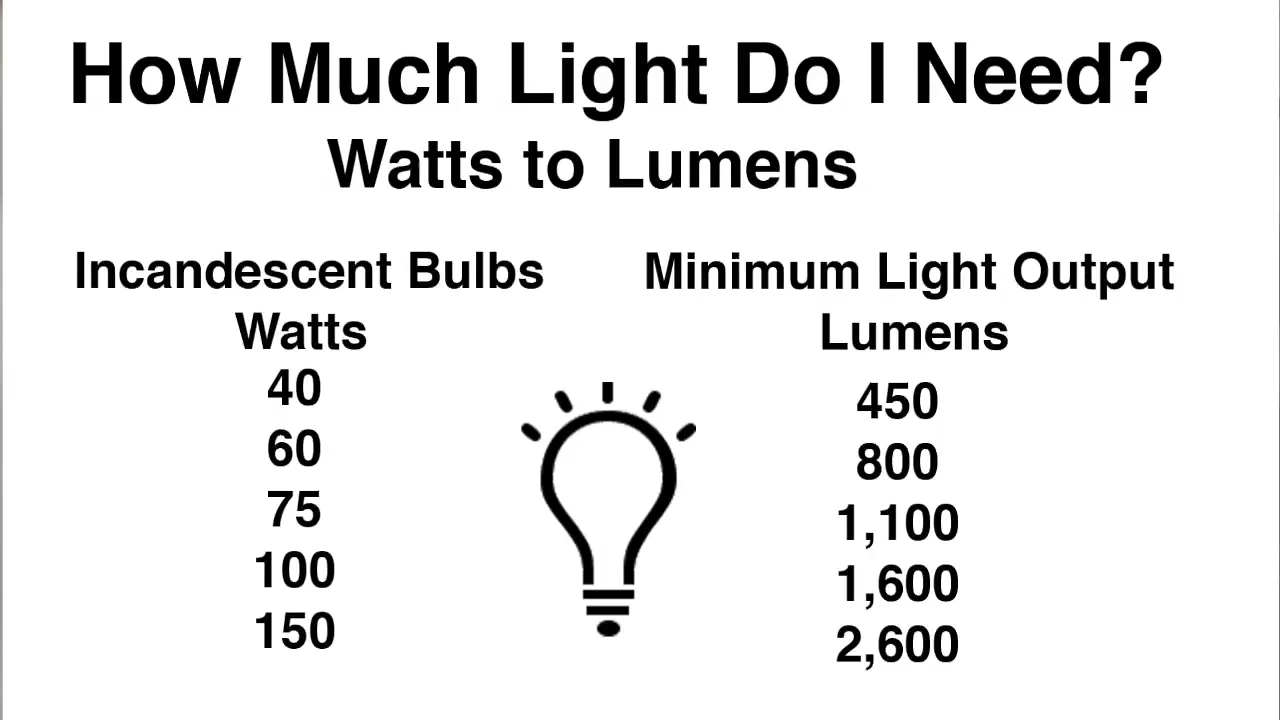 How Much Light Do I Need?
Watts to Lumens
Incandescent Bulbs
Watts
40
60
75
100
150
Minimum Light Output
Lumens
450
800
1,100
1,600
2,600